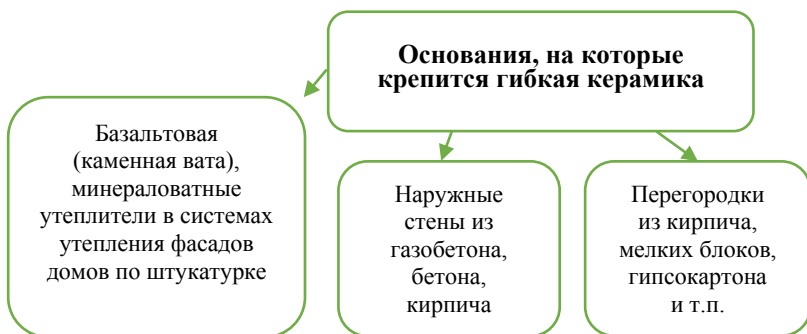 Основания, на которые
крепится гибкая керамика
Базальтовая
(каменная вата),
минераловатные
утеплители в системах
утепления фасадов
домов по штукатурке
Наружные
стены из
газобетона,
бетона,
кирпича
Перегородки
из кирпича,
мелких блоков,
гипсокартона
и т.п.